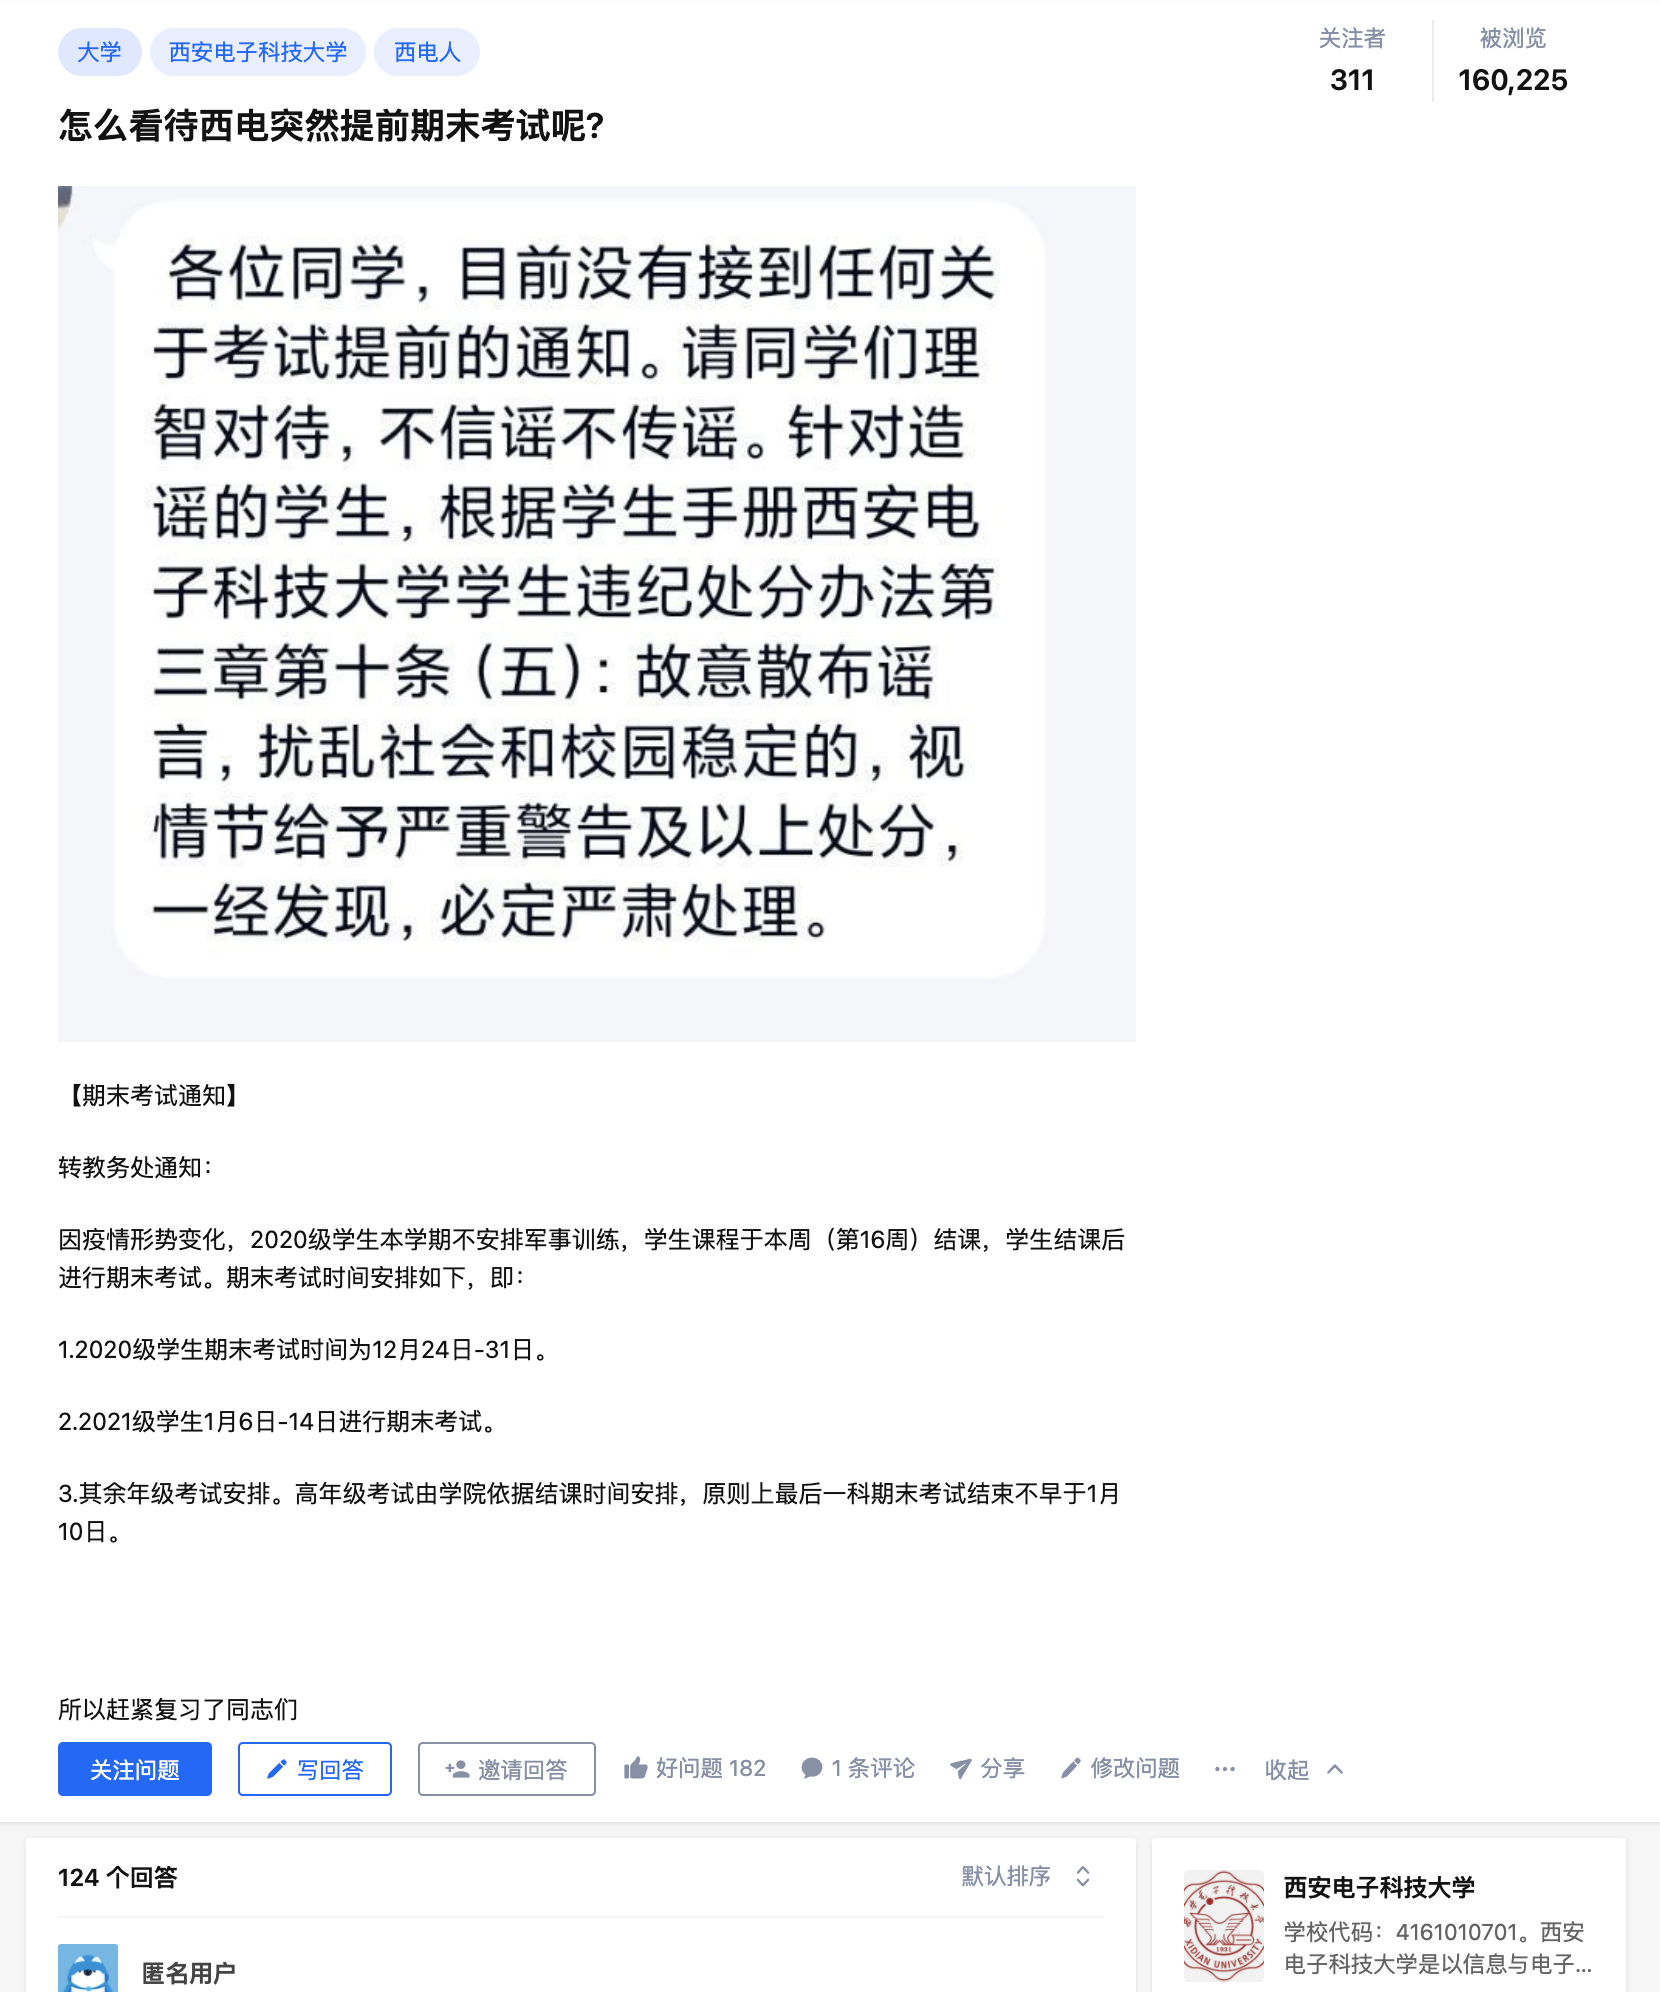 大学 西安电子科技大学 西电人
关注者 被浏览
311 160,225
怎么看待西电突然提前期末考试呢?
各位同学，目前没有接到任何关
于考试提前的通知。请同学们理
智对待，不信谣不传谣。针对造
谣的学生，根据学生手册西安电
子科技大学学生违纪处分办法第
三章第十条（五）：故意散布谣
言，扰乱社会和校园稳定的，视
情节给予严重警告及以上处分，
一经发现，必定严肃处理。
【期末考试通知】
转教务处通知：
因疫情形势变化，2020级学生本学期不安排军事训练，学生课程于本周（第16周）结课，学生结课后
进行期末考试。期末考试时间安排如下，即：
1.2020级学生期末考试时间为12月24日-31日。
2.2021级学生1月6日-14日进行期末考试。
3.其余年级考试安排。高年级考试由学院依据结课时间安排，原则上最后一科期末考试结束不早于1月
10日。
所以赶紧复习了同志们
关注问题 写回答 邀请回答 好问题 182 1 条评论 分享 修改问题 ··· 收起
124 个回答 默认排序
匿名用户
西安电子科技大学
学校代码：4161010701。西安
电子科技大学是以信息与电子...
西安电子科技大学
1931
XIDIAN UNIVERSITY